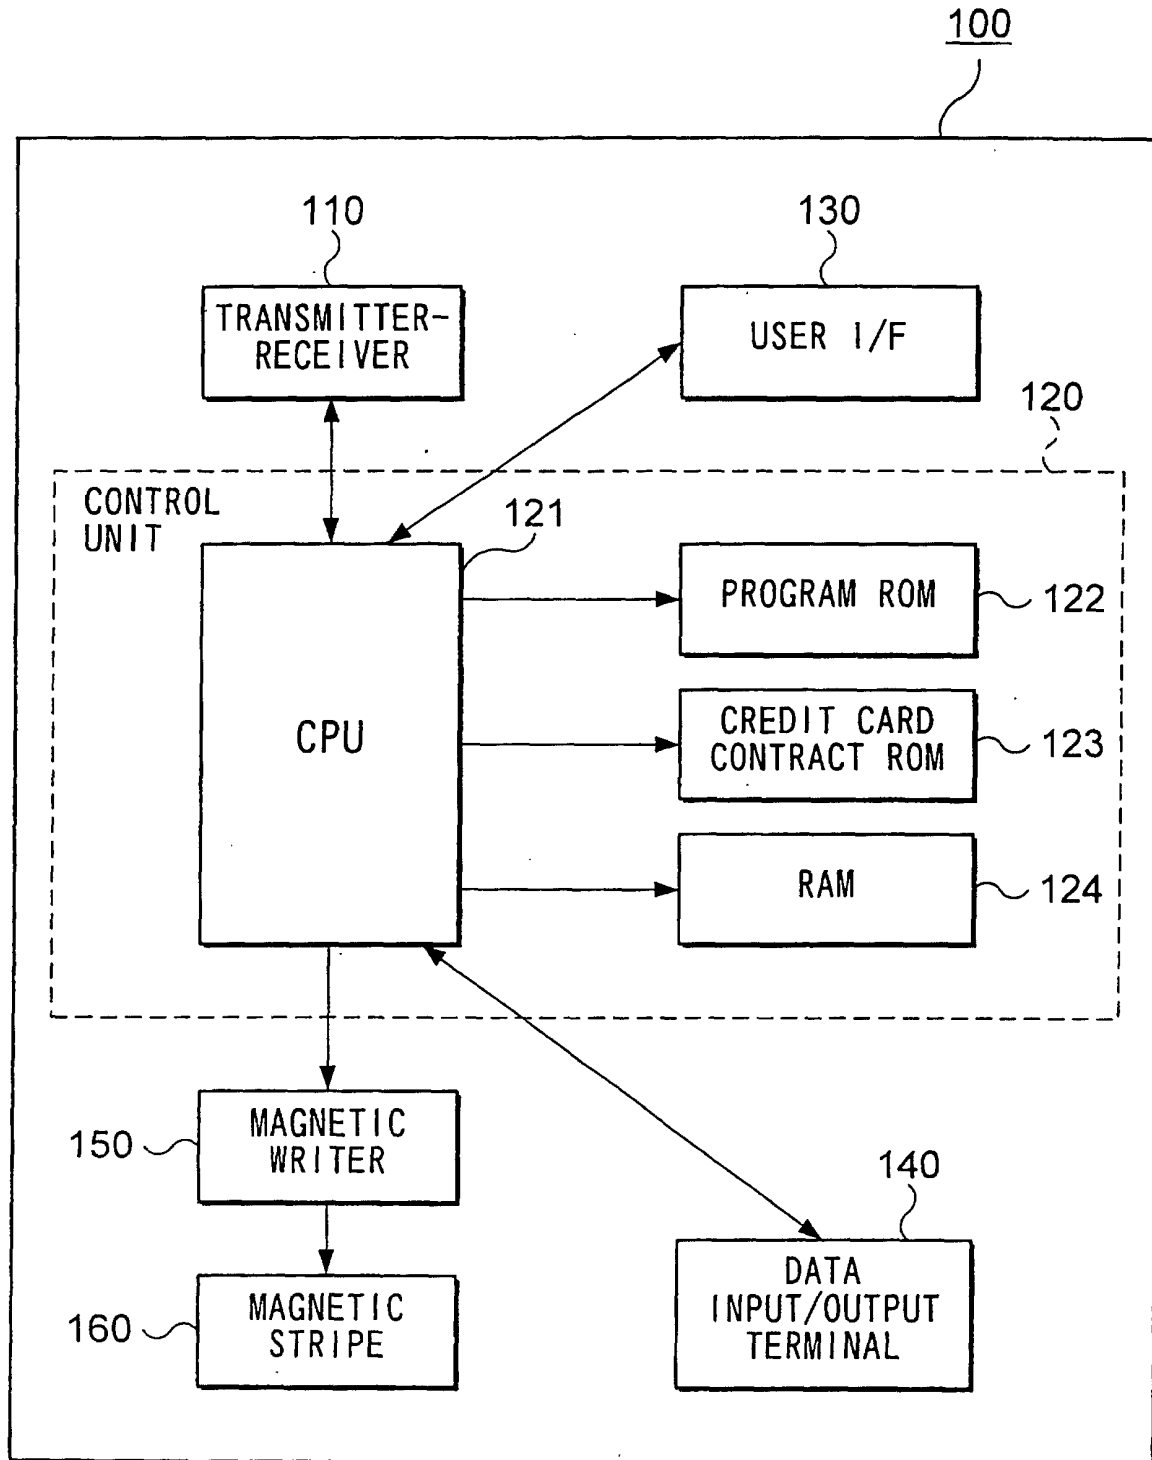 100
110
130
TRANSMITTER-
RECEIVER
USER I/F
120
CONTROL
UNIT
121
CPU
PROGRAM ROM
122
CREDIT CARD
CONTRACT ROM
123
RAM
124
150
MAGNETIC
WRITER
140
160
MAGNETIC
STRIPE
DATA
INPUT/OUTPUT
TERMINAL